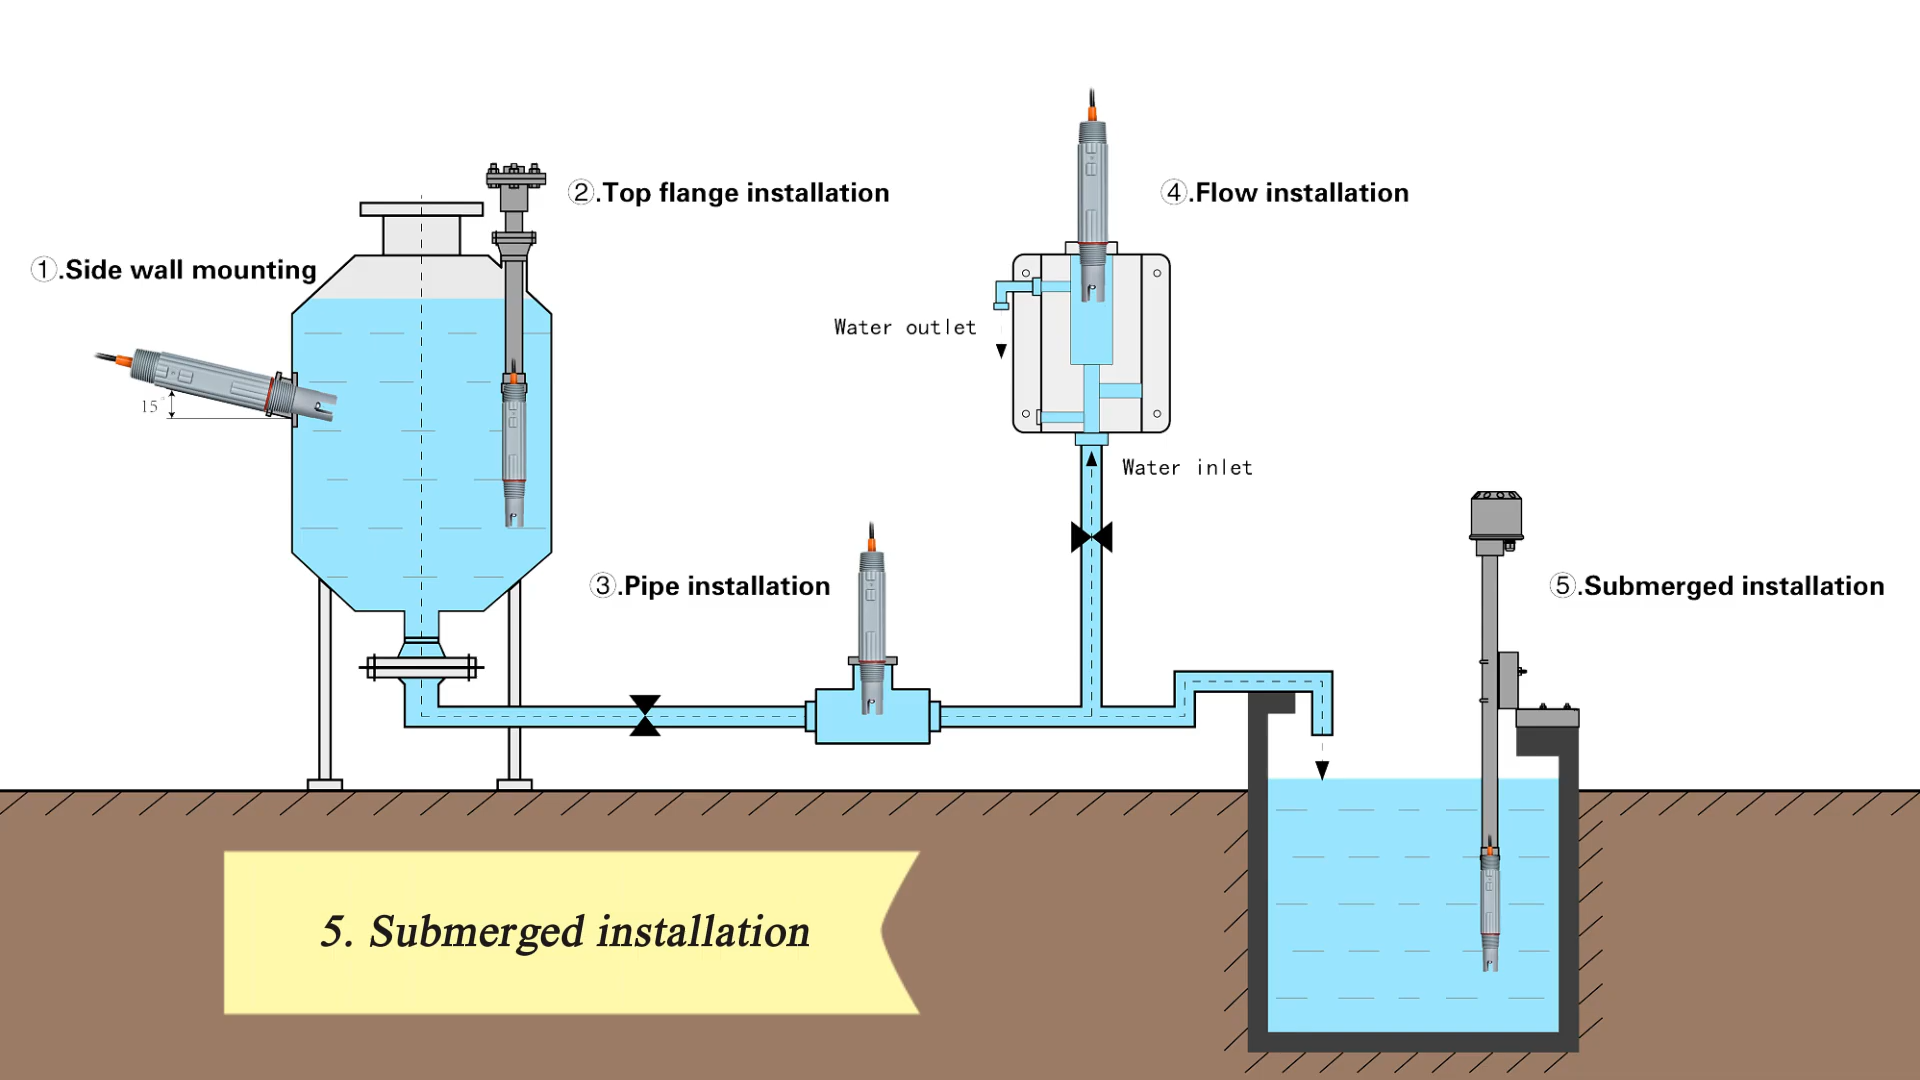 ①.Side wall mounting
②.Top flange installation
④.Flow installation
15°
Water outlet
Water inlet
③.Pipe installation
⑤.Submerged installation
5. Submerged installation